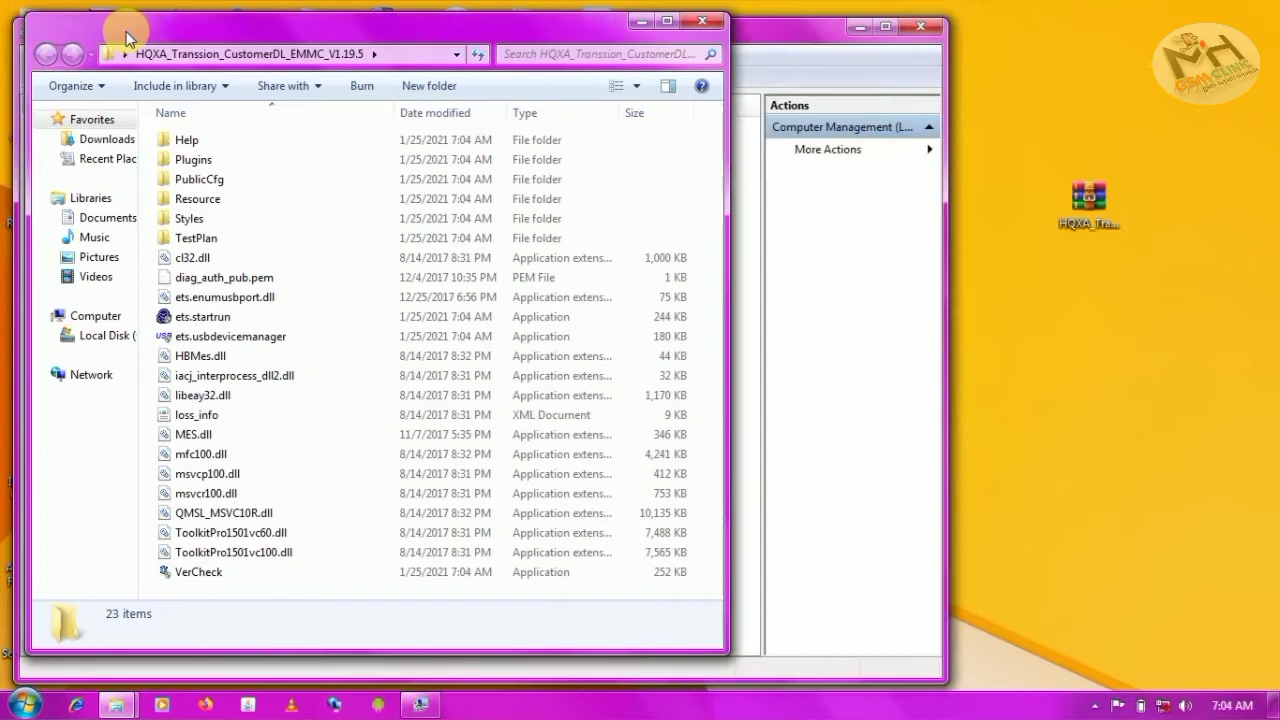 HQXA_Transsion_CustomerDL_EMMC_V1.19.5
Search HQXA_Transsion_CustomerDL...
Organize Include in library Share with Burn New folder
Name Date modified Type Size
Favorites
Downloads
Recent Plac
Libraries
Documents
Music
Pictures
Videos
Computer
Local Disk (
Network
Help 1/25/2021 7:04 AM File folder
Plugins 1/25/2021 7:04 AM File folder
PublicCfg 1/25/2021 7:04 AM File folder
Resource 1/25/2021 7:04 AM File folder
Styles 1/25/2021 7:04 AM File folder
TestPlan 1/25/2021 7:04 AM File folder
cl32.dll 8/14/2017 8:31 PM Application extens... 1,000 KB
diag_auth_pub.pem 12/4/2017 10:35 PM PEM File 1 KB
ets.enumusbport.dll 12/25/2017 6:56 PM Application extens... 75 KB
ets.startrun 1/25/2021 7:04 AM Application 244 KB
ets.usbdevicemanager 1/25/2021 7:04 AM Application 180 KB
HBMes.dll 8/14/2017 8:32 PM Application extens... 44 KB
iacj_interprocess_dll2.dll 8/14/2017 8:31 PM Application extens... 32 KB
libeay32.dll 8/14/2017 8:31 PM Application extens... 1,170 KB
loss_info 8/14/2017 8:31 PM XML Document 9 KB
MES.dll 11/7/2017 5:35 PM Application extens... 346 KB
mfc100.dll 8/14/2017 8:32 PM Application extens... 4,241 KB
msvcp100.dll 8/14/2017 8:31 PM Application extens... 412 KB
msvcr100.dll 8/14/2017 8:31 PM Application extens... 753 KB
QMSL_MSVC10R.dll 8/14/2017 8:32 PM Application extens... 10,135 KB
ToolkitPro1501vc60.dll 8/14/2017 8:31 PM Application extens... 7,488 KB
ToolkitPro1501vc100.dll 8/14/2017 8:31 PM Application extens... 7,565 KB
VerCheck 1/25/2021 7:04 AM Application 252 KB
23 items
Actions
Computer Management (L...
More Actions
MH
GSM CLINIC
HQXA_Tra...
7:04 AM